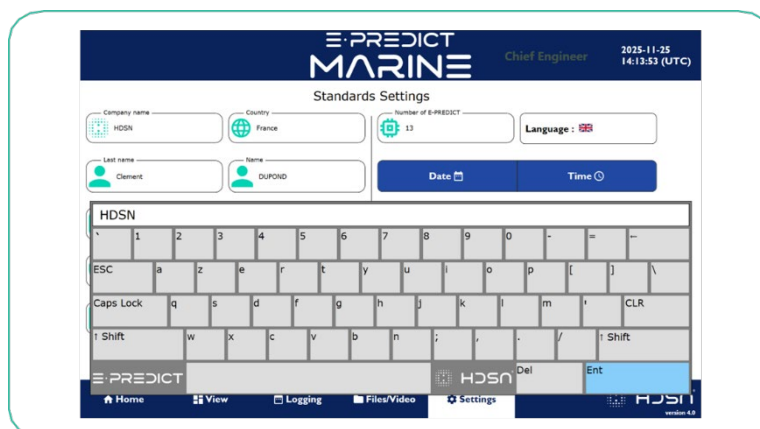 E·PREDICT
MARINE
Chief Engineer
2025-11-25
14:13:53 (UTC)
Standards Settings
Company name
HDSN
Country
France
Number of E-PREDICT
13
Language :
Last name
Clement
Name
DUPOND
Date
Time
HDSN
` 1 2 3 4 5 6 7 8 9 0 - = ←
ESC a z e r t y u i o p [ ] \
Caps Lock q s d f g h j k l m ' CLR
↑ Shift w x c v b n ; , . / ↑ Shift
E·PREDICT HDSN Del Ent
Home View Logging Files/Video Settings HDSN
version 4.0